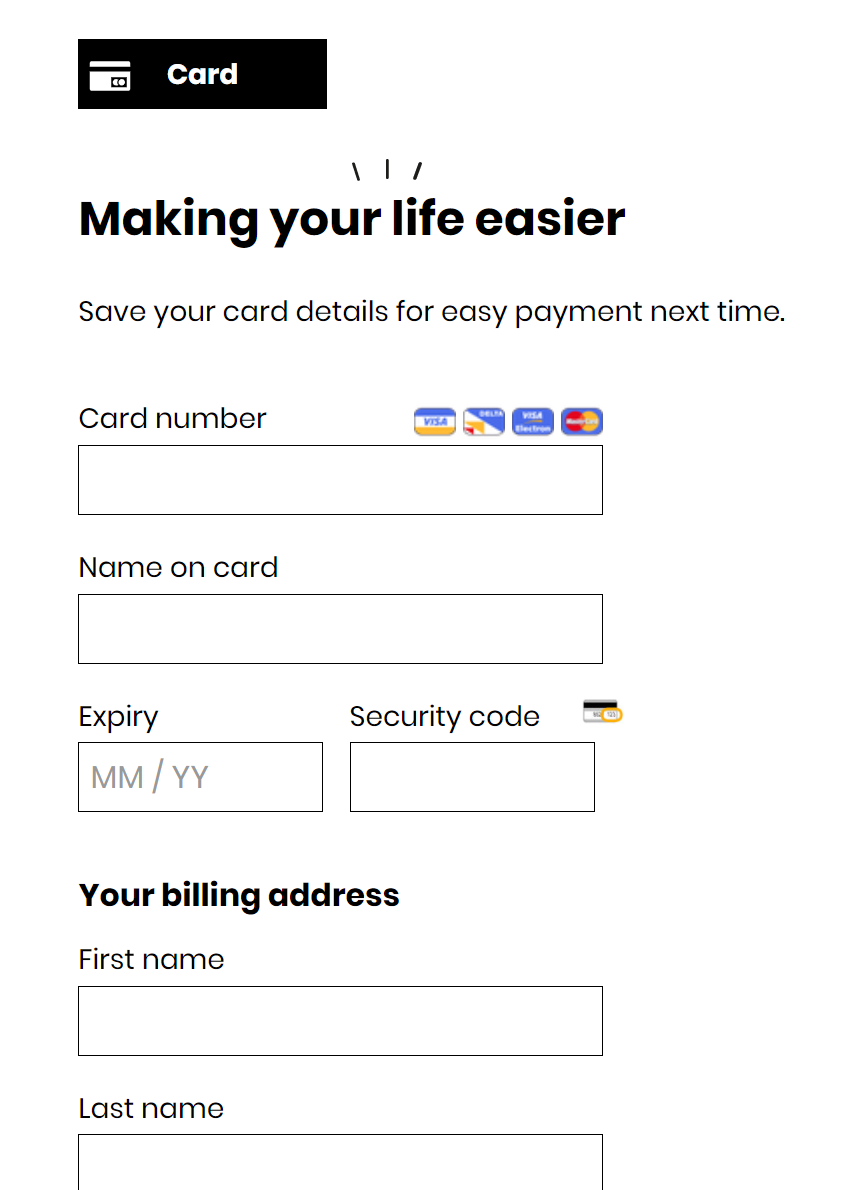 Card
Making your life easier
Save your card details for easy payment next time.
Card number
VISA
DELTA
VISA
Electron
MasterCard
Name on card
Expiry
Security code
MM / YY
Your billing address
First name
Last name